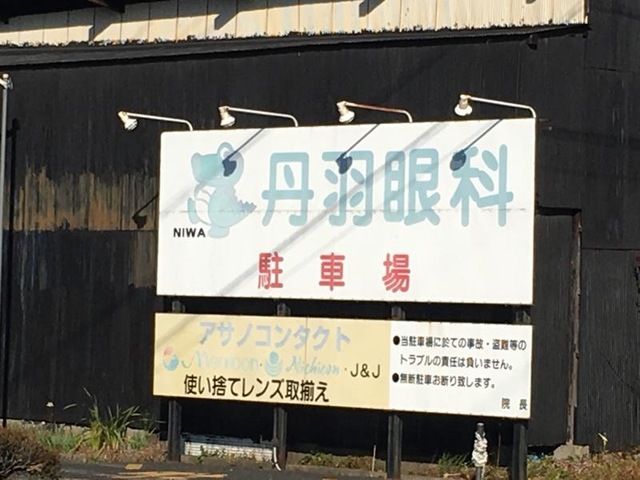 丹羽眼科
NIWA
駐車場
アサノコンタクト
Menicon・Nichicon・J&J
使い捨てレンズ取揃え
●当駐車場に於ての事故・盗難等の
トラブルの責任は負いません。
●無断駐車お断り致します。
院長